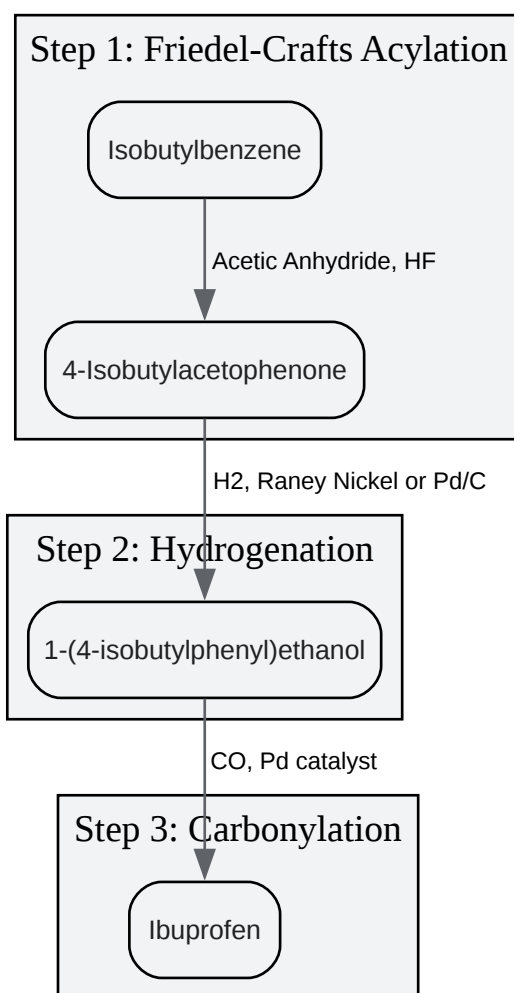 Step 1: Friedel-Crafts Acylation
Isobutylbenzene
Acetic Anhydride, HF
4-Isobutylacetophenone
H2, Raney Nickel or Pd/C
Step 2: Hydrogenation
1-(4-isobutylphenyl)ethanol
CO, Pd catalyst
Step 3: Carbonylation
Ibuprofen